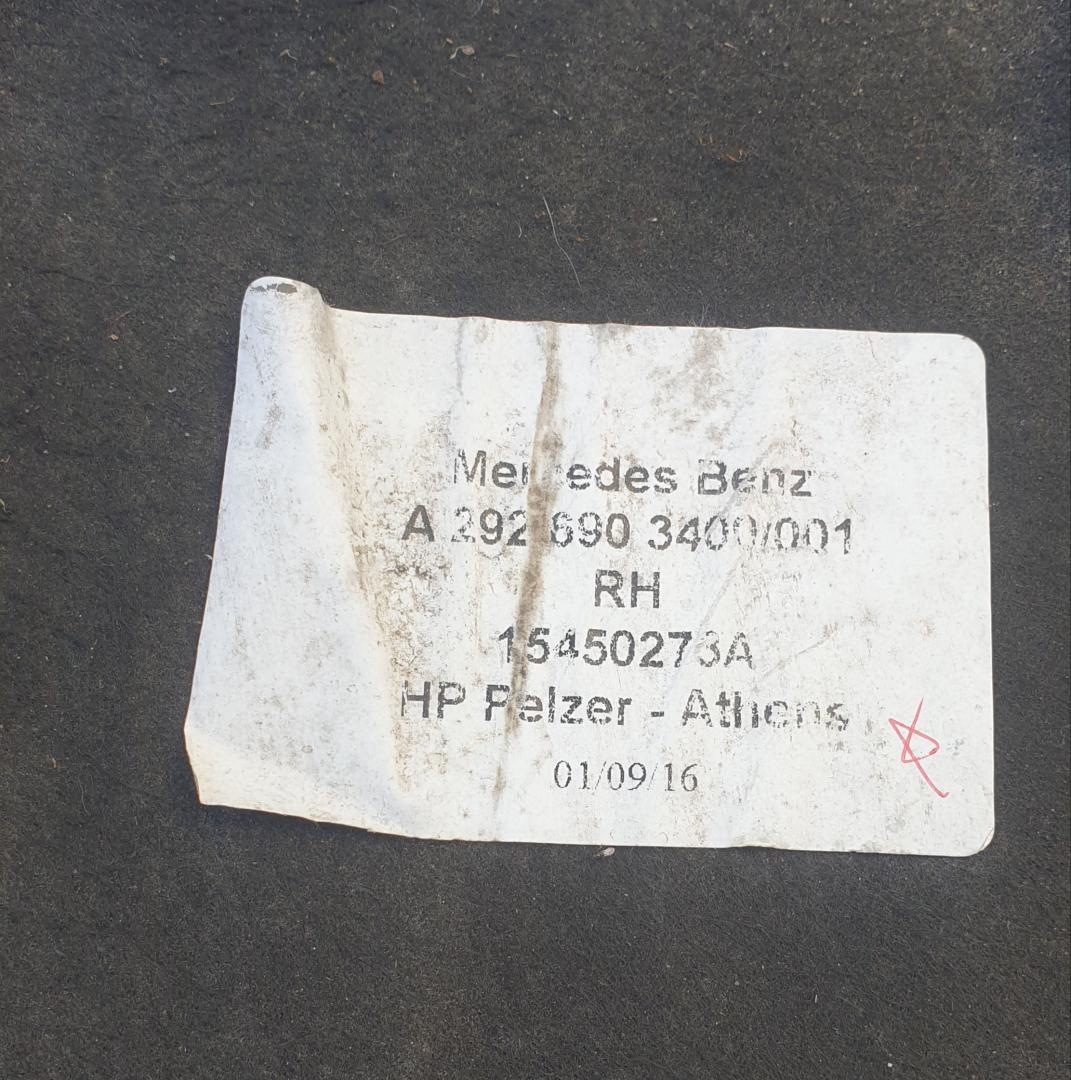 Mercedes Benz
A 292 690 3400/001
RH
15450273A
HP Pelzer - Athens
01/09/16